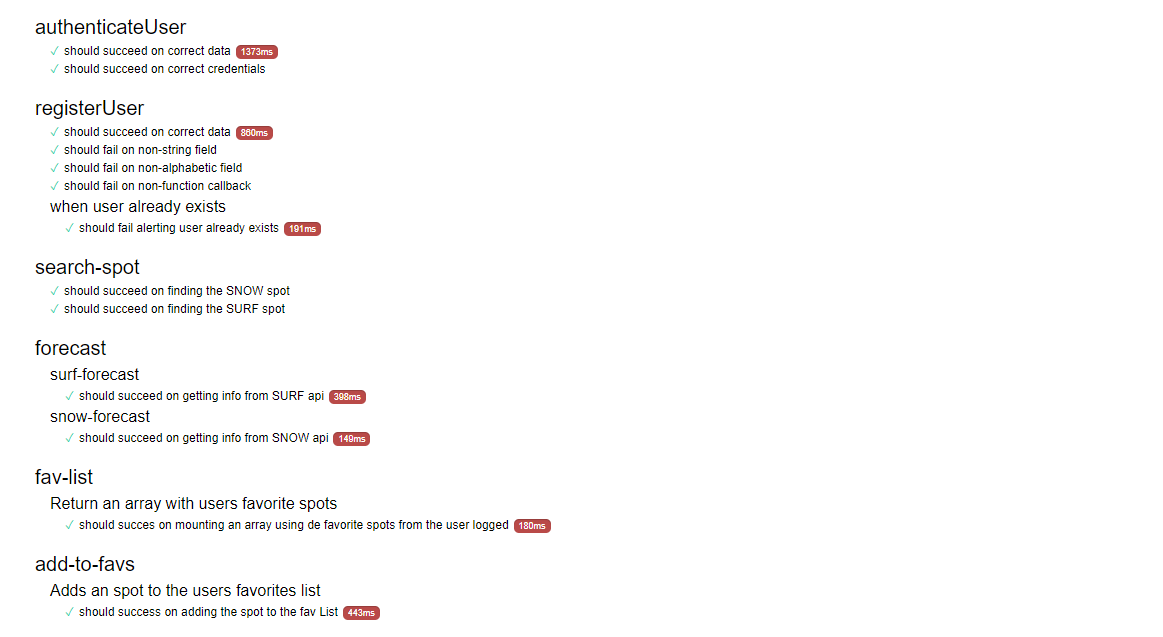 authenticateUser
✓ should succeed on correct data 1373ms
✓ should succeed on correct credentials
registerUser
✓ should succeed on correct data 860ms
✓ should fail on non-string field
✓ should fail on non-alphabetic field
✓ should fail on non-function callback
when user already exists
✓ should fail alerting user already exists 191ms
search-spot
✓ should succeed on finding the SNOW spot
✓ should succeed on finding the SURF spot
forecast
surf-forecast
✓ should succeed on getting info from SURF api 398ms
snow-forecast
✓ should succeed on getting info from SNOW api 149ms
fav-list
Return an array with users favorite spots
✓ should succes on mounting an array using de favorite spots from the user logged 180ms
add-to-favs
Adds an spot to the users favorites list
✓ should success on adding the spot to the fav List 443ms